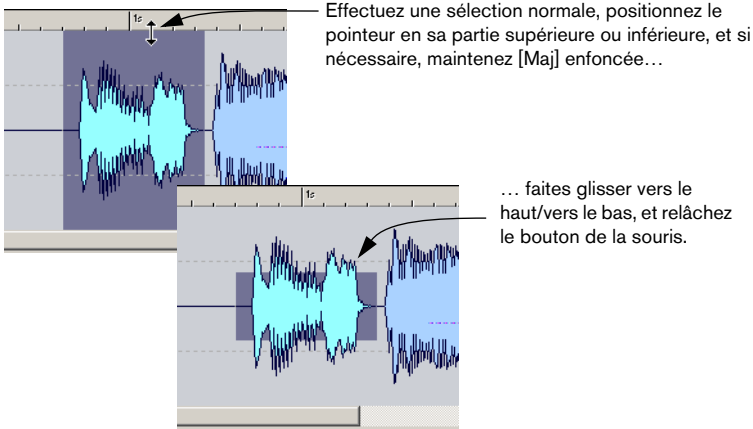 1s
Effectuez une sélection normale, positionnez le
pointeur en sa partie supérieure ou inférieure, et si
nécessaire, maintenez [Maj] enfoncée…
1s
… faites glisser vers le
haut/vers le bas, et relâchez
le bouton de la souris.